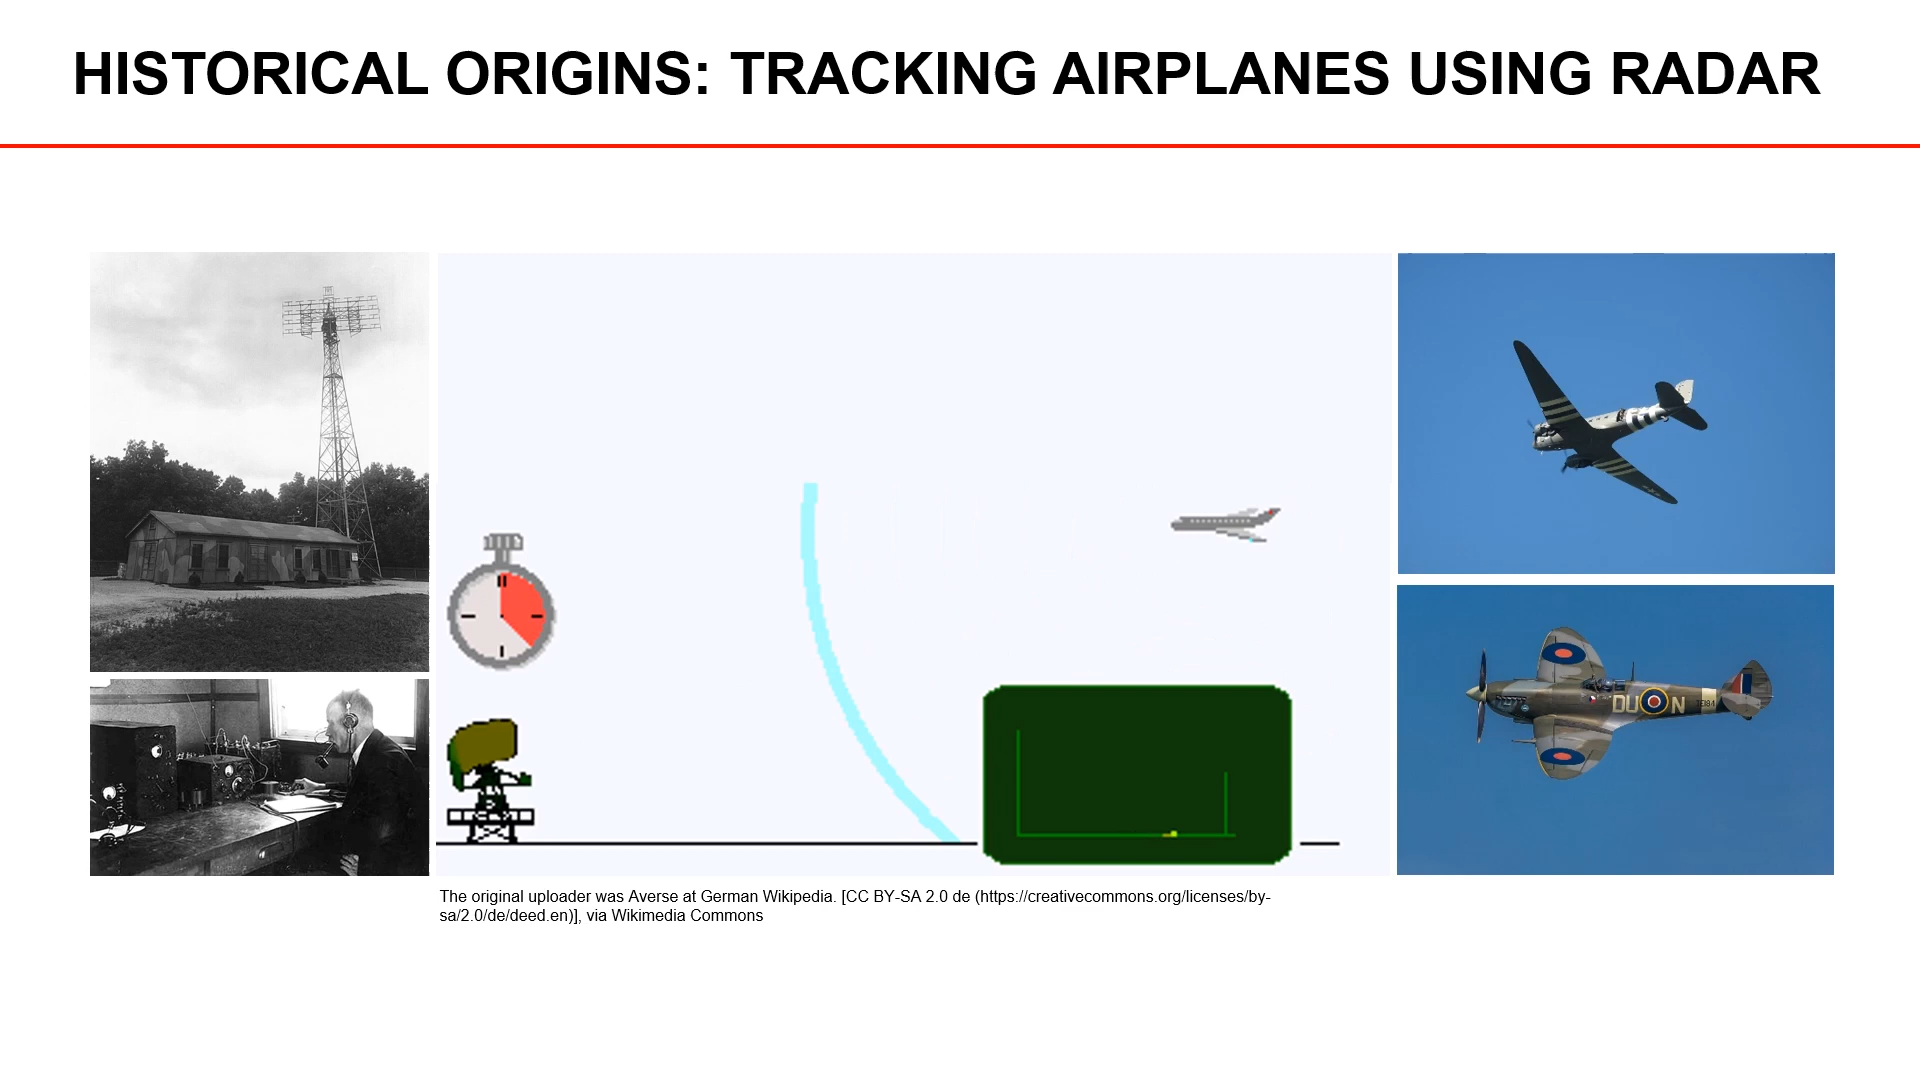 HISTORICAL ORIGINS: TRACKING AIRPLANES USING RADAR
DU N
The original uploader was Averse at German Wikipedia. [CC BY-SA 2.0 de (https://creativecommons.org/licenses/by-
sa/2.0/de/deed.en)], via Wikimedia Commons